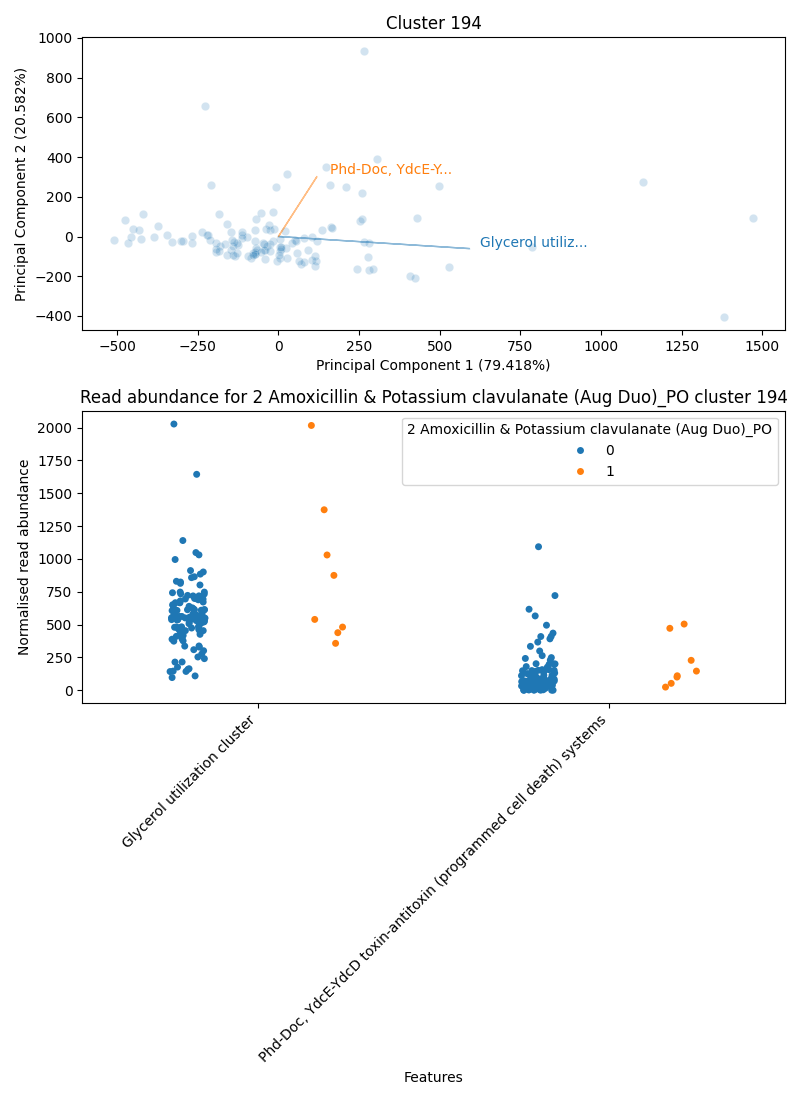 Cluster 194
Principal Component 2 (20.582%)
1000
800
600
400
200
0
−200
−400
Phd-Doc, YdcE-Y...
Glycerol utiliz...
−500 −250 0 250 500 750 1000 1250 1500
Principal Component 1 (79.418%)
Read abundance for 2 Amoxicillin & Potassium clavulanate (Aug Duo)_PO cluster 194
Normalised read abundance
2000
1750
1500
1250
1000
750
500
250
0
2 Amoxicillin & Potassium clavulanate (Aug Duo)_PO
0
1
Glycerol utilization cluster
Phd-Doc, YdcE-YdcD toxin-antitoxin (programmed cell death) systems
Features